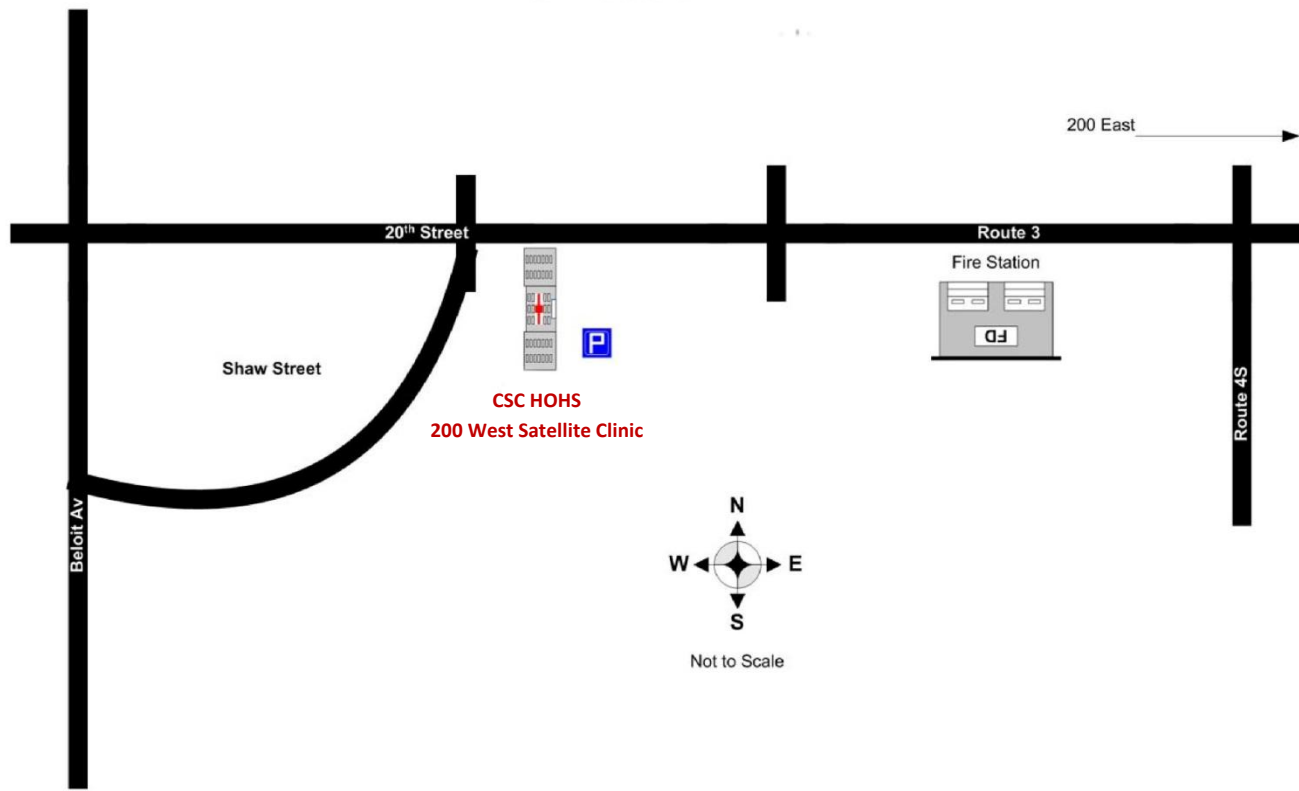 200 East
20th Street
Route 3
Fire Station
FD
P
Shaw Street
Route 4S
CSC HOHS
200 West Satellite Clinic
Beloit Av
N
W E
S
Not to Scale